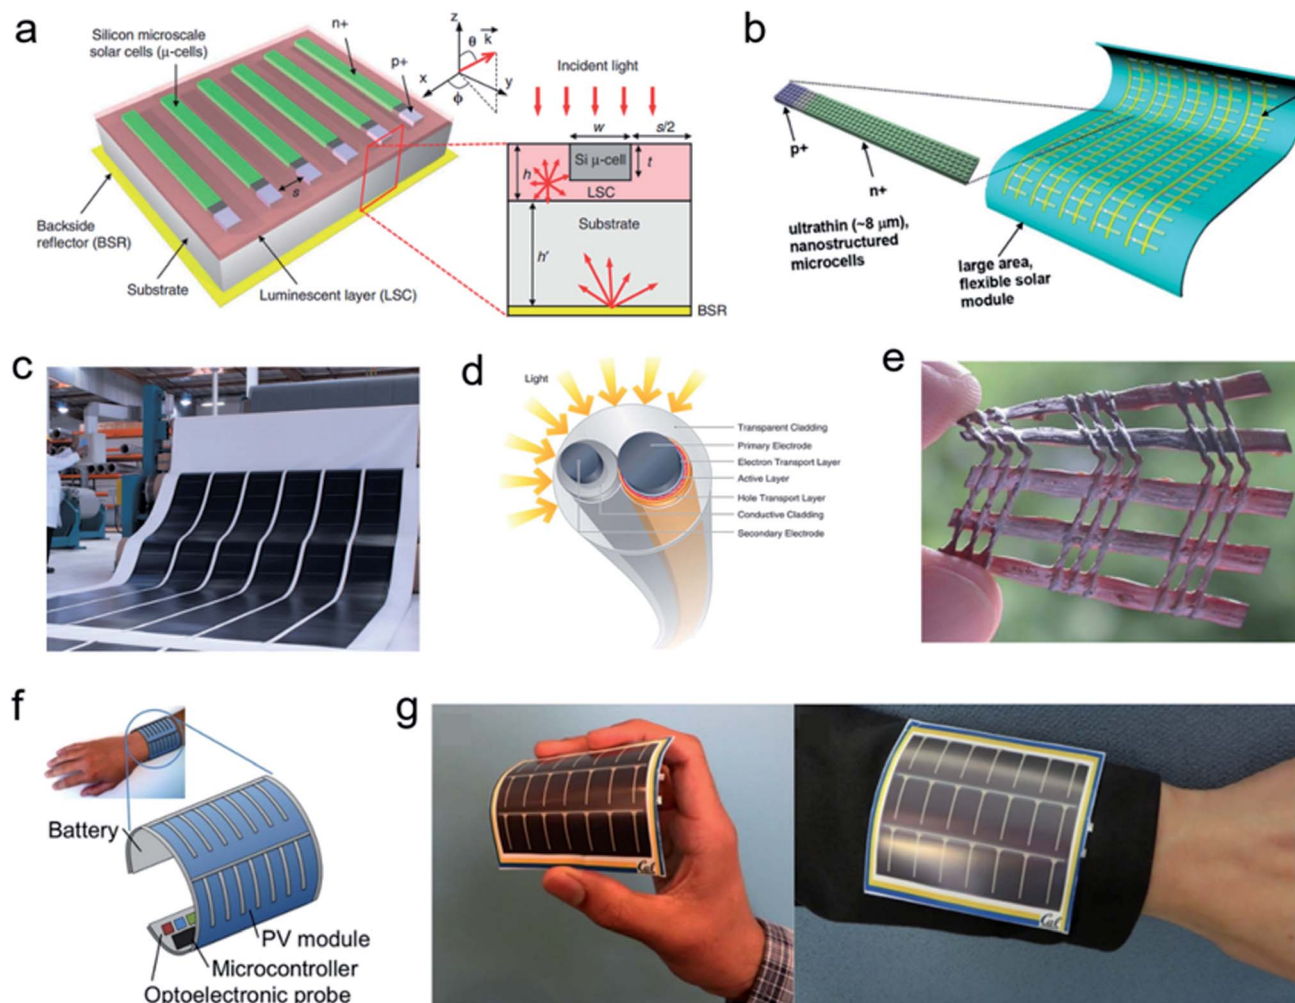 a
Silicon microscale
solar cells (μ-cells)
n+
p+
z
θ
k
x
y
ϕ
s
Backside
reflector (BSR)
Substrate
Luminescent layer (LSC)
Incident light
w
s/2
Si μ-cell
t
h
LSC
Substrate
h'
BSR
b
p+
n+
ultrathin (~8 μm),
nanostructured
microcells
large area,
flexible solar
module
c
d
Light
Transparent Cladding
Primary Electrode
Electron Transport Layer
Active Layer
Hole Transport Layer
Conductive Cladding
Secondary Electrode
e
f
Battery
PV module
Microcontroller
Optoelectronic probe
g
Cal
Cal